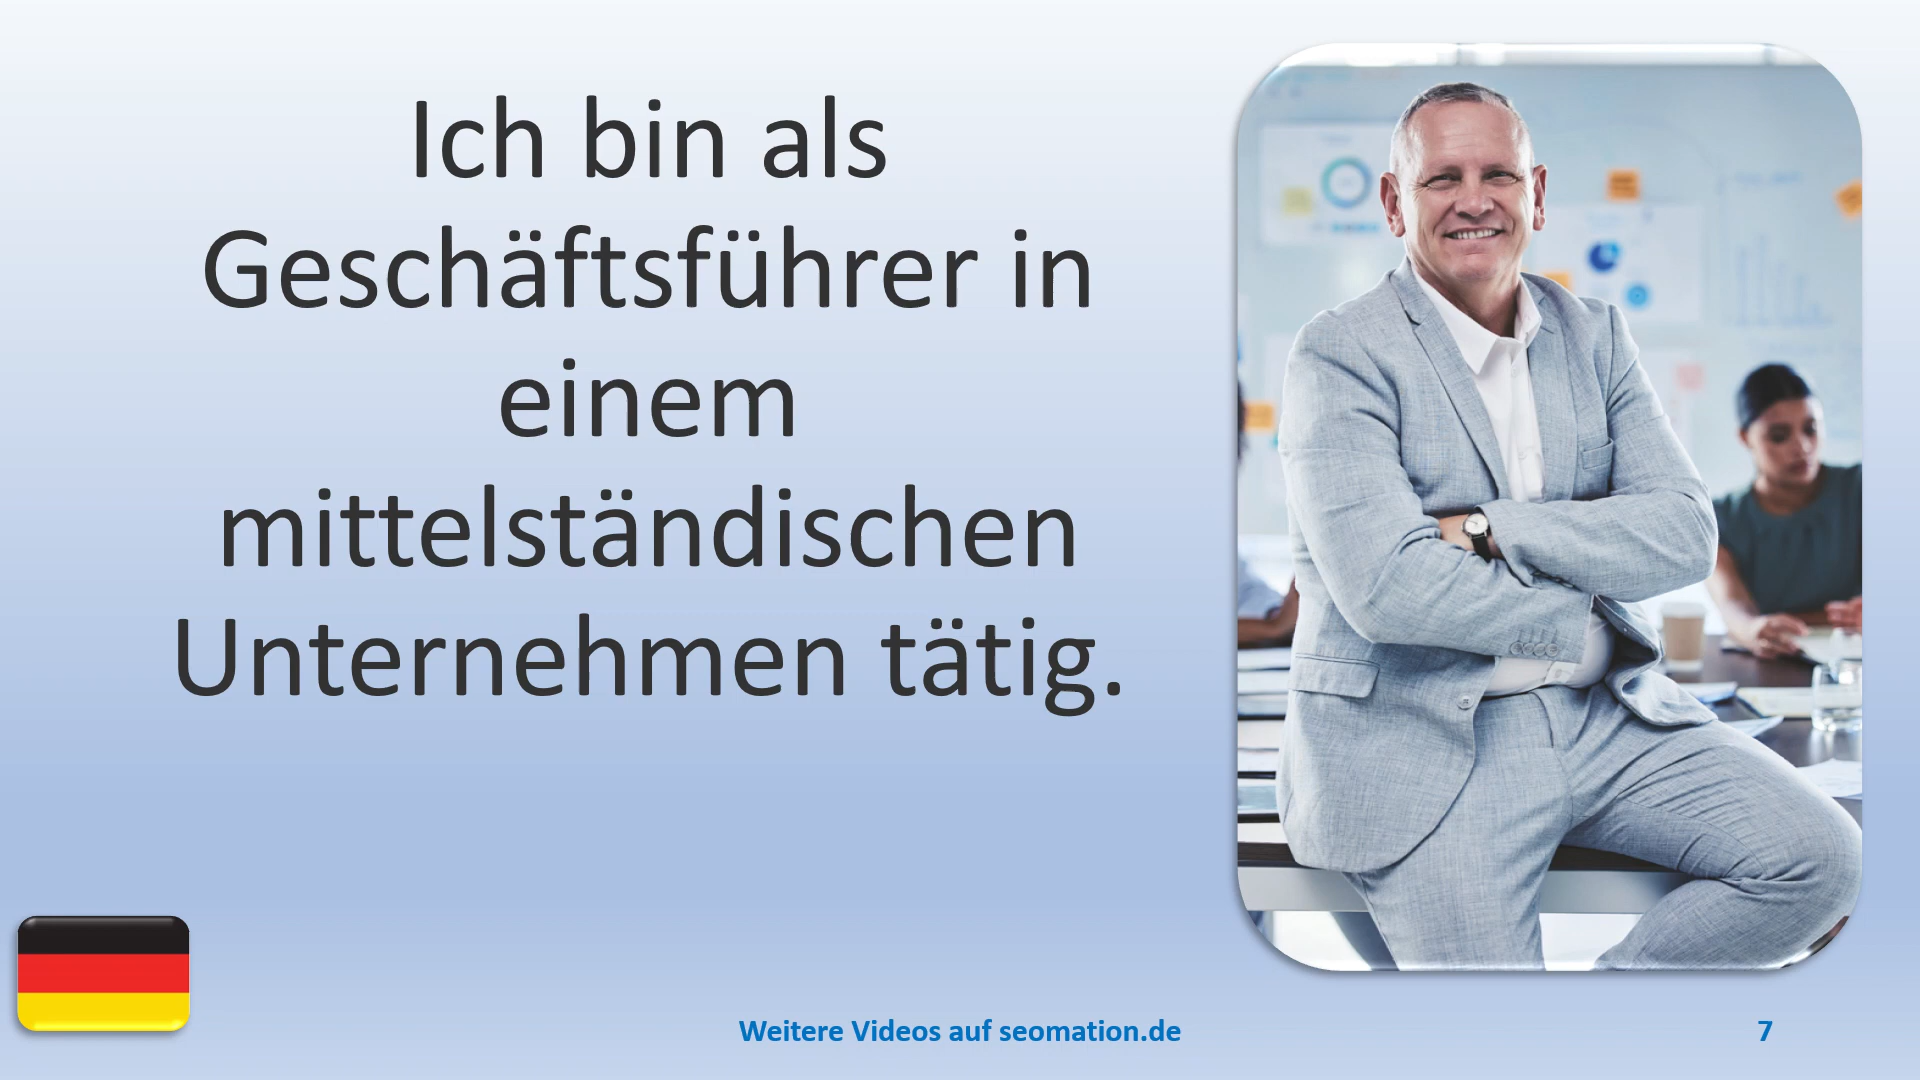 Ich bin als
Geschäftsführer in
einem
mittelständischen
Unternehmen tätig.
Weitere Videos auf seomation.de
7